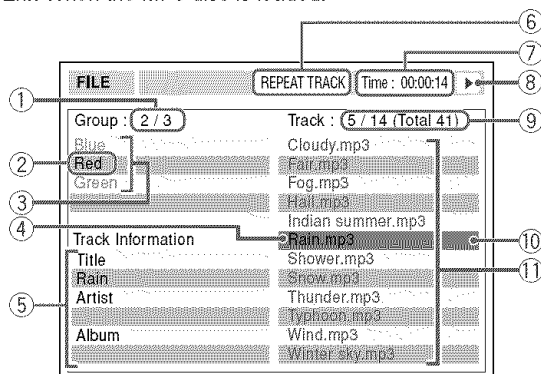 ⑥
⑦
FILE REPEAT TRACK Time : 00:00:14 ⑧
① Group : 2 / 3 Track : 5 / 14 (Total 41) ⑨
Blue Cloudy.mp3
② Red Fair.mp3
Green Fog.mp3
③ Hail.mp3
④ Indian summer.mp3
Track Information Rain.mp3 ⑩
Title Shower.mp3
⑪
Rain Snow.mp3
⑤ Artist Thunder.mp3
Typhoon.mp3
Album Wind.mp3
Winter sky.mp3